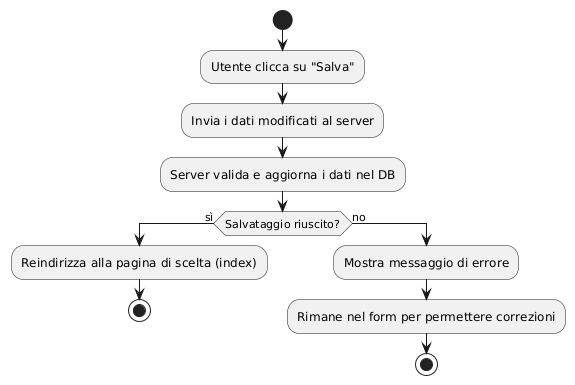 Utente clicca su "Salva"
Invia i dati modificati al server
Server valida e aggiorna i dati nel DB
Salvataggio riuscito?
sì
no
Reindirizza alla pagina di scelta (index)
Mostra messaggio di errore
Rimane nel form per permettere correzioni